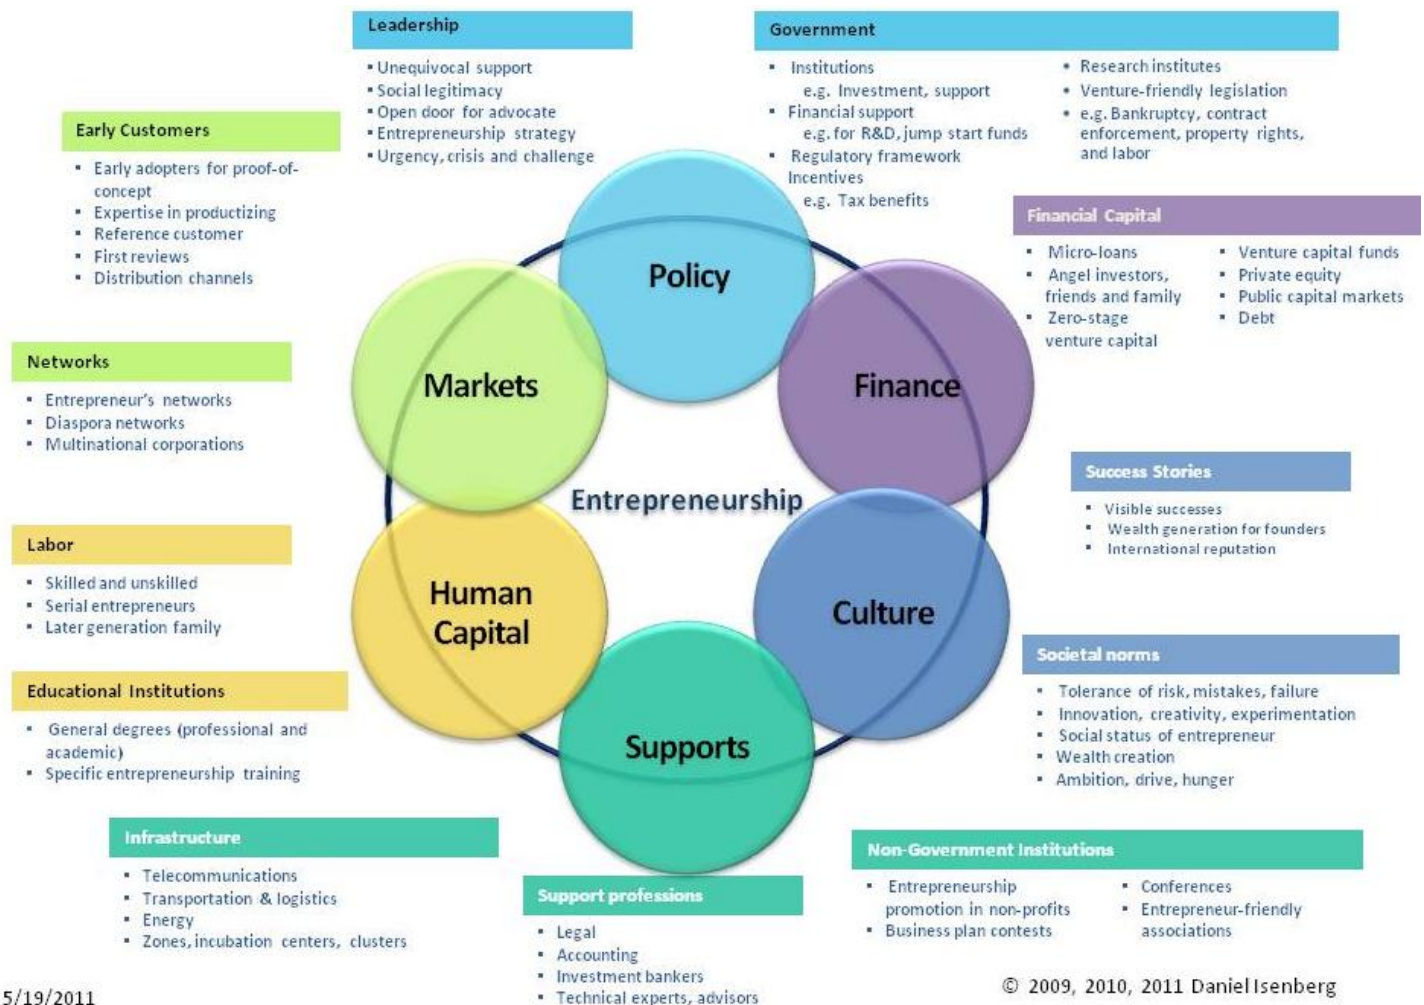 Leadership
▪ Unequivocal support
▪ Social legitimacy
▪ Open door for advocate
▪ Entrepreneurship strategy
▪ Urgency, crisis and challenge
Government
▪ Institutions
e.g. Investment, support
▪ Financial support
e.g. for R&D, jump start funds
▪ Regulatory framework
Incentives
e.g. Tax benefits
• Research institutes
• Venture-friendly legislation
• e.g. Bankruptcy, contract
enforcement, property rights,
and labor
Early Customers
▪ Early adopters for proof-of-
concept
▪ Expertise in productizing
▪ Reference customer
▪ First reviews
▪ Distribution channels
Financial Capital
▪ Micro-loans
▪ Angel investors,
friends and family
▪ Zero-stage
venture capital
▪ Venture capital funds
▪ Private equity
▪ Public capital markets
▪ Debt
Networks
▪ Entrepreneur's networks
▪ Diaspora networks
▪ Multinational corporations
Policy
Markets
Finance
Entrepreneurship
Human
Capital
Culture
Supports
Success Stories
▪ Visible successes
▪ Wealth generation for founders
▪ International reputation
Labor
▪ Skilled and unskilled
▪ Serial entrepreneurs
▪ Later generation family
Societal norms
▪ Tolerance of risk, mistakes, failure
▪ Innovation, creativity, experimentation
▪ Social status of entrepreneur
▪ Wealth creation
▪ Ambition, drive, hunger
Educational Institutions
▪ General degrees (professional and
academic)
▪ Specific entrepreneurship training
Infrastructure
▪ Telecommunications
▪ Transportation & logistics
▪ Energy
▪ Zones, incubation centers, clusters
Support professions
▪ Legal
▪ Accounting
▪ Investment bankers
▪ Technical experts, advisors
Non-Government Institutions
▪ Entrepreneurship
promotion in non-profits
▪ Business plan contests
▪ Conferences
▪ Entrepreneur-friendly
associations
5/19/2011
© 2009, 2010, 2011 Daniel Isenberg